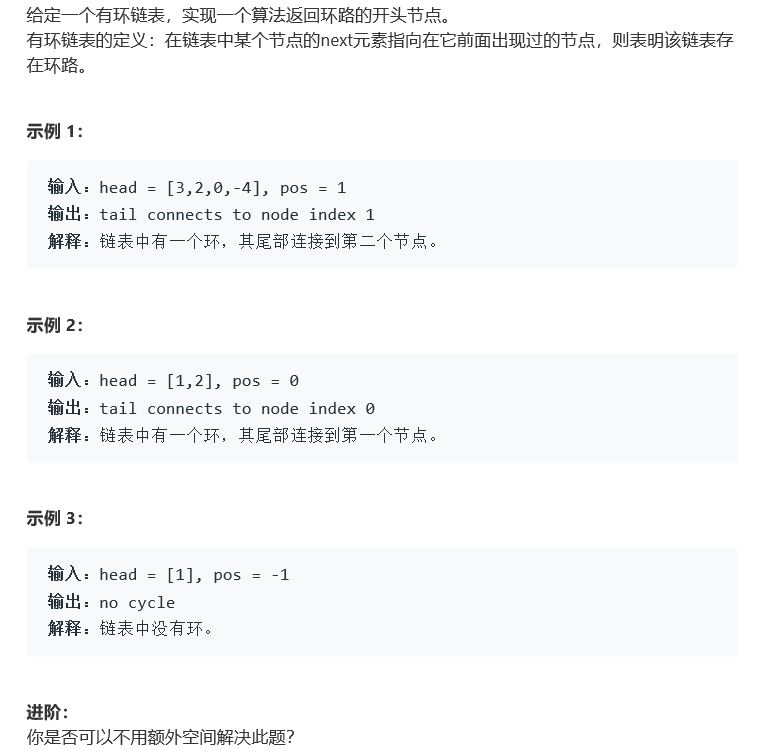 给定一个有环链表，实现一个算法返回环路的开头节点。
有环链表的定义：在链表中某个节点的next元素指向在它前面出现过的节点，则表明该链表存
在环路。
示例 1：
输入：head = [3,2,0,-4], pos = 1
输出：tail connects to node index 1
解释：链表中有一个环，其尾部连接到第二个节点。
示例 2：
输入：head = [1,2], pos = 0
输出：tail connects to node index 0
解释：链表中有一个环，其尾部连接到第一个节点。
示例 3：
输入：head = [1], pos = -1
输出：no cycle
解释：链表中没有环。
进阶：
你是否可以不用额外空间解决此题？